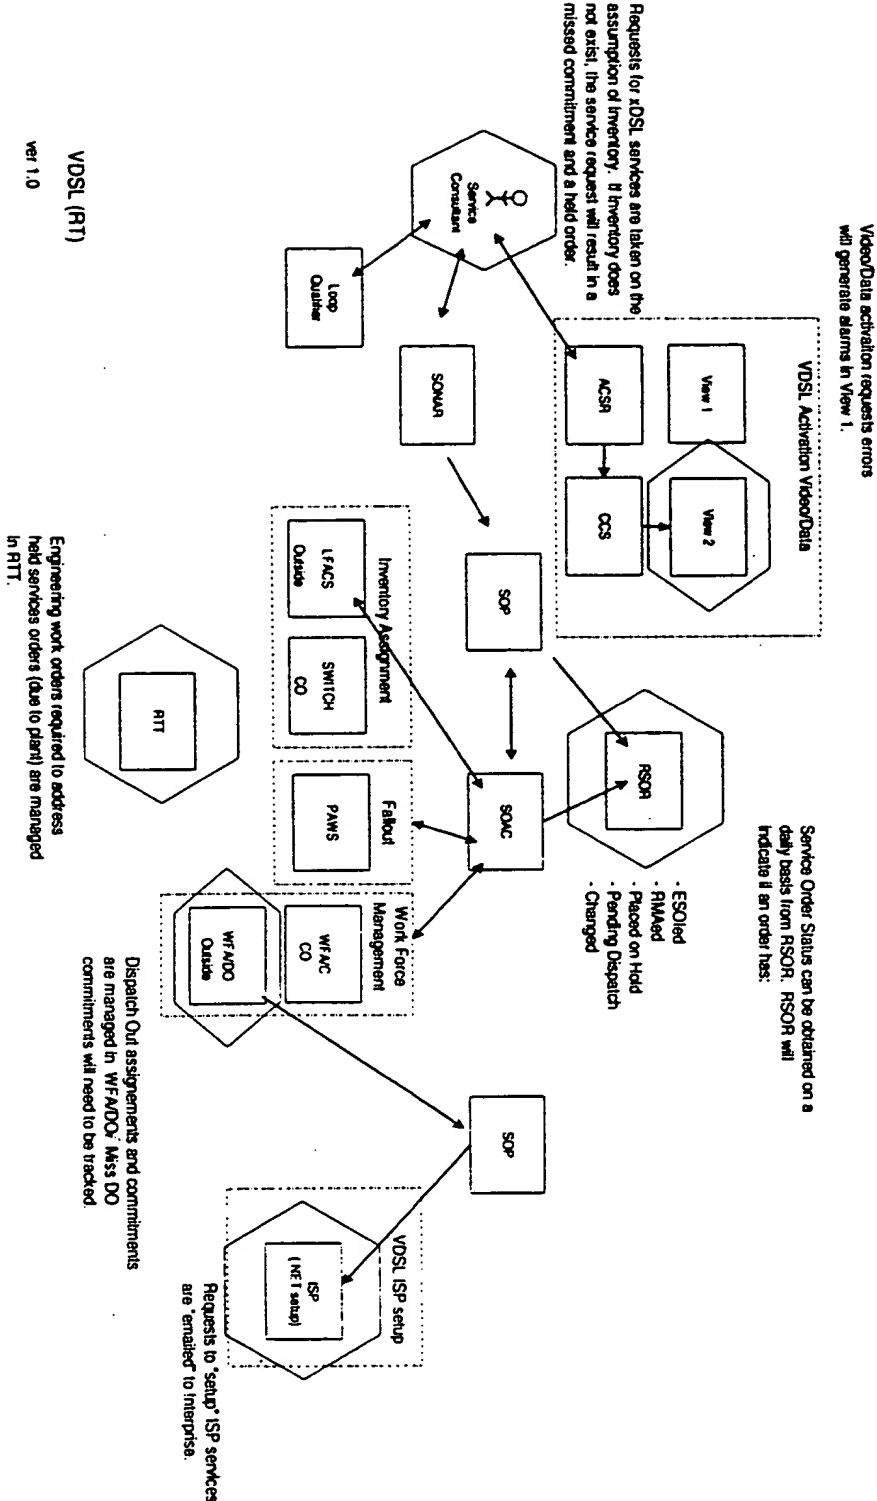 Video/Data activaiton requests errors
will generate alarms in View 1.
Service Order Status can be obtained on a
daily basis from RSOR. RSOR will
indicate if an order has:
- ESOIed
- RMAed
- Placed on Hold
- Pending Dispatch
- Changed
VDSL Activation Video/Data
View 1
View 2
ACSR
CCS
Requests for xDSL services are taken on the
assumption of inventory. If inventory does
not exist, the service request will result in a
missed commitment and a held order.
Service
Consultant
Loop
Qualifier
SONAR
SOP
RSOR
SOAC
SOP
Inventory Assignment
LFACS
Outside
SWITCH
CO
Fallout
PAWS
Work Force
Management
WFA/C
CO
WFA/DO
Outside
VDSL ISP setup
ISP
(.NET setup)
Requests to "setup" ISP services
are "emailed" to !nterprise.
Dispatch Out assignements and commitments
are managed in WFA/DO/ Miss DO
commitments will need to be tracked.
RTT
Engineering work orders required to address
held services orders (due to plant) are managed
in RTT.
VDSL (RT)
ver 1.0